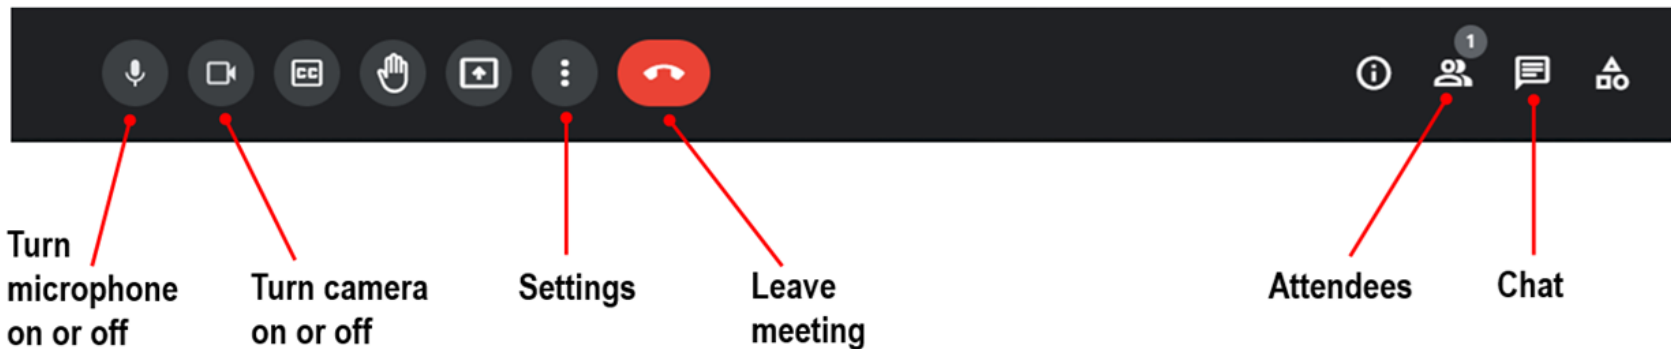 CC
1
Turn
microphone
on or off
Turn camera
on or off
Settings
Leave
meeting
Attendees
Chat